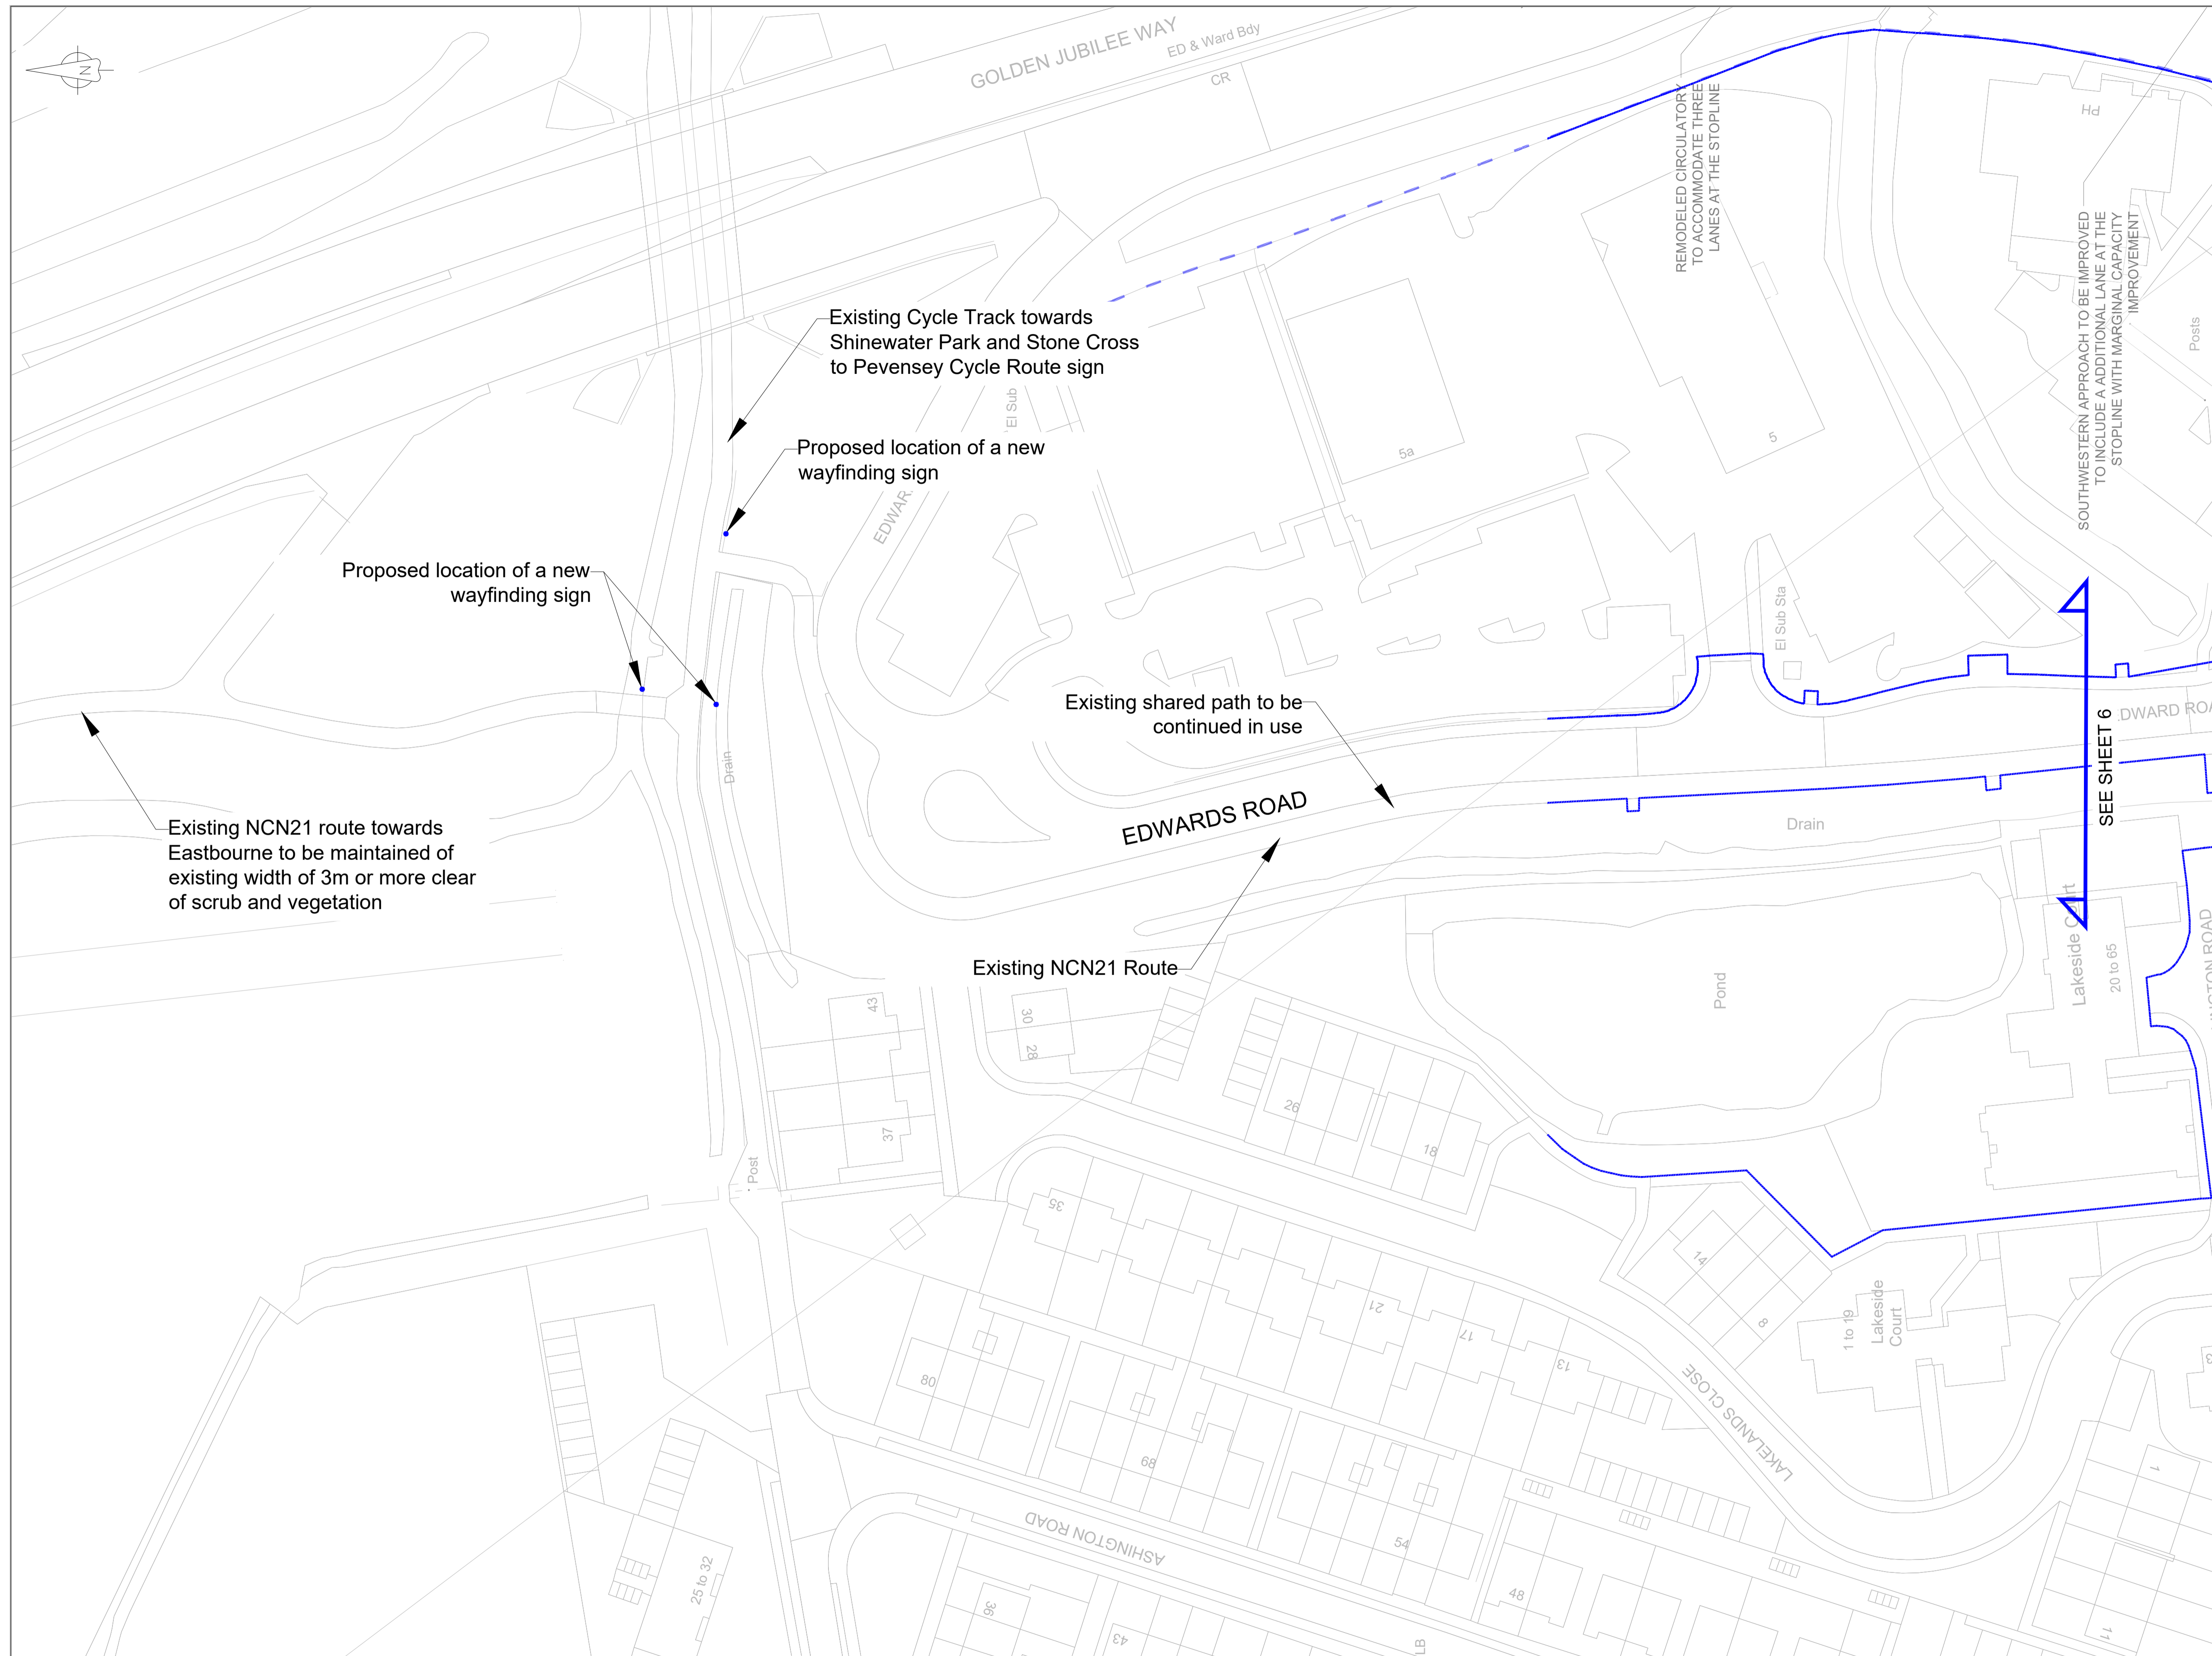 N
GOLDEN JUBILEE WAY
ED & Ward Bdy
CR
REMODELED CIRCULATORY
TO ACCOMMODATE THREE
LANES AT THE STOPLINE
PH
SOUTHWESTERN APPROACH TO BE IMPROVED
TO INCLUDE A ADDITIONAL LANE AT THE
STOPLINE WITH MARGINAL CAPACITY
IMPROVEMENT
Posts
Existing Cycle Track towards
Shinewater Park and Stone Cross
to Pevensey Cycle Route sign
El Sub
Proposed location of a new
wayfinding sign
5a
5
Proposed location of a new
wayfinding sign
El Sub Sta
Existing shared path to be
continued in use
SEE SHEET 6
Drain
EDWARDS ROAD
Drain
Existing NCN21 route towards
Eastbourne to be maintained of
existing width of 3m or more clear
of scrub and vegetation
Existing NCN21 Route
Lakeside
20 to 65
Pond
43
37
30
28
26
18
Post
35
21
17
13
14
8
1 to 19
Lakeside
Court
80
68
54
48
LAKELANDS CLOSE
ASHINGTON ROAD
25 to 32
36
43
LB
1
11